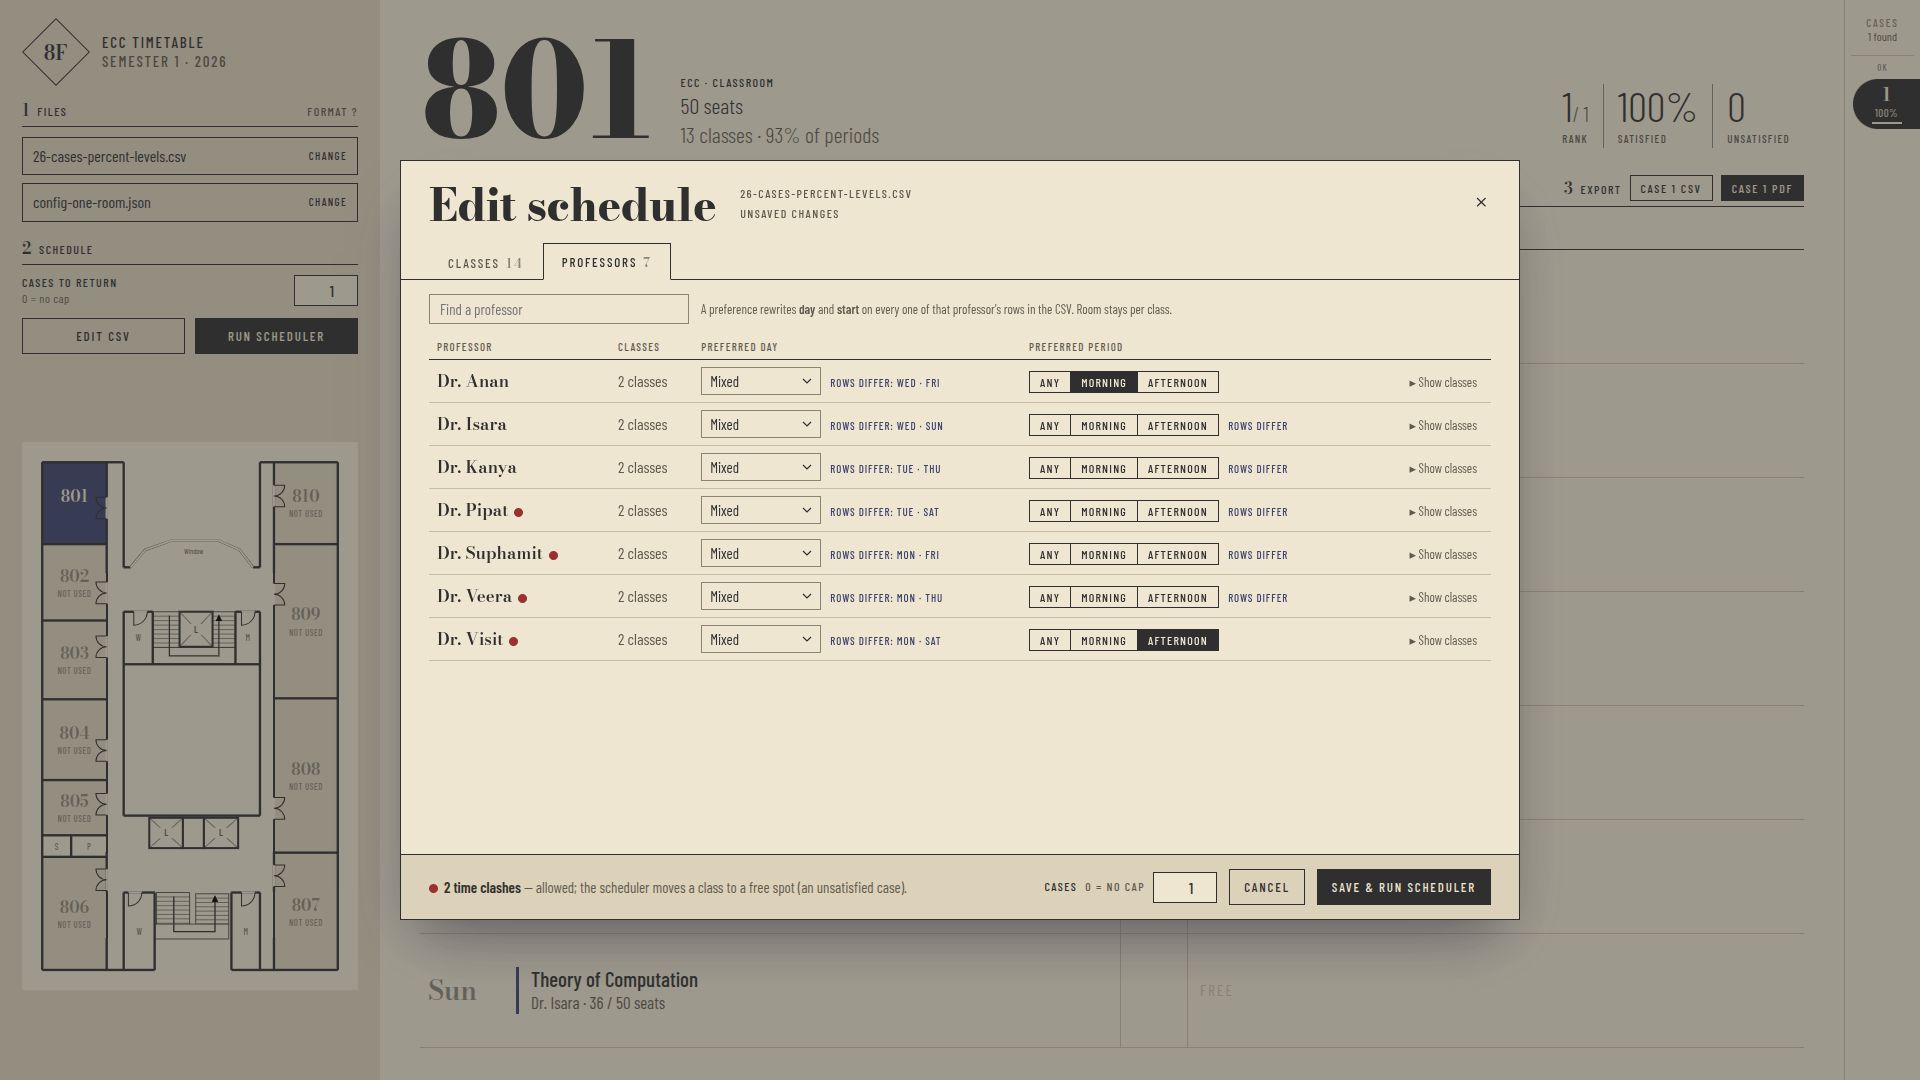 8F
ECC TIMETABLE
SEMESTER 1 · 2026
1 FILES
FORMAT ?
26-cases-percent-levels.csv
CHANGE
config-one-room.json
CHANGE
2 SCHEDULE
CASES TO RETURN
0 = no cap
1
EDIT CSV
RUN SCHEDULER
801
810
NOT USED
Window
802
NOT USED
809
NOT USED
W
L
M
803
NOT USED
804
NOT USED
808
NOT USED
805
NOT USED
L
L
S
P
806
NOT USED
807
NOT USED
W
M
801
ECC · CLASSROOM
50 seats
13 classes · 93% of periods
1/ 1
RANK
100%
SATISFIED
0
UNSATISFIED
3 EXPORT
CASE 1 CSV
CASE 1 PDF
CASES
1 found
OK
1
100%
Edit schedule
26-CASES-PERCENT-LEVELS.CSV
UNSAVED CHANGES
×
CLASSES 14
PROFESSORS 7
Find a professor
A preference rewrites day and start on every one of that professor's rows in the CSV. Room stays per class.
PROFESSOR CLASSES PREFERRED DAY PREFERRED PERIOD
Dr. Anan 2 classes Mixed ROWS DIFFER: WED · FRI ANY MORNING AFTERNOON ▸ Show classes
Dr. Isara 2 classes Mixed ROWS DIFFER: WED · SUN ANY MORNING AFTERNOON ROWS DIFFER ▸ Show classes
Dr. Kanya 2 classes Mixed ROWS DIFFER: TUE · THU ANY MORNING AFTERNOON ROWS DIFFER ▸ Show classes
Dr. Pipat 2 classes Mixed ROWS DIFFER: TUE · SAT ANY MORNING AFTERNOON ROWS DIFFER ▸ Show classes
Dr. Suphamit 2 classes Mixed ROWS DIFFER: MON · FRI ANY MORNING AFTERNOON ROWS DIFFER ▸ Show classes
Dr. Veera 2 classes Mixed ROWS DIFFER: MON · THU ANY MORNING AFTERNOON ROWS DIFFER ▸ Show classes
Dr. Visit 2 classes Mixed ROWS DIFFER: MON · SAT ANY MORNING AFTERNOON ▸ Show classes
2 time clashes — allowed; the scheduler moves a class to a free spot (an unsatisfied case).
CASES 0 = NO CAP 1
CANCEL
SAVE & RUN SCHEDULER
Sun
Theory of Computation
Dr. Isara · 36 / 50 seats
FREE